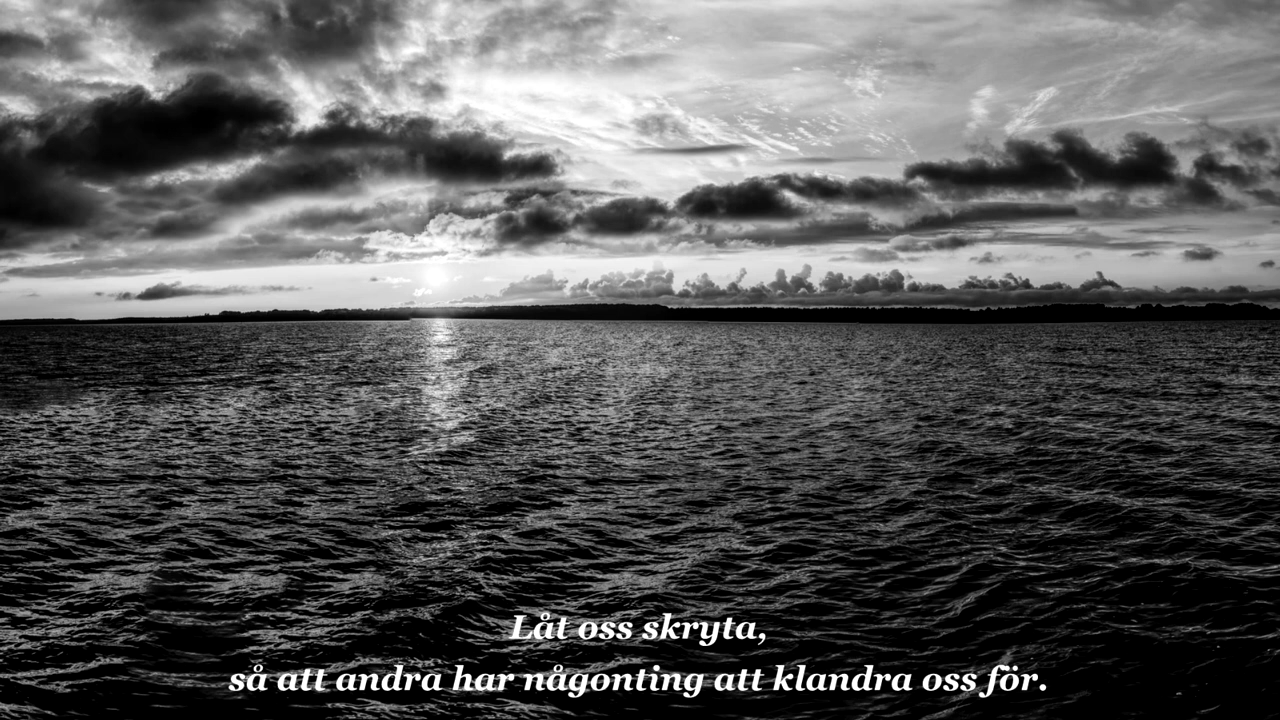 Låt oss skryta,
så att andra har någonting att klandra oss för.